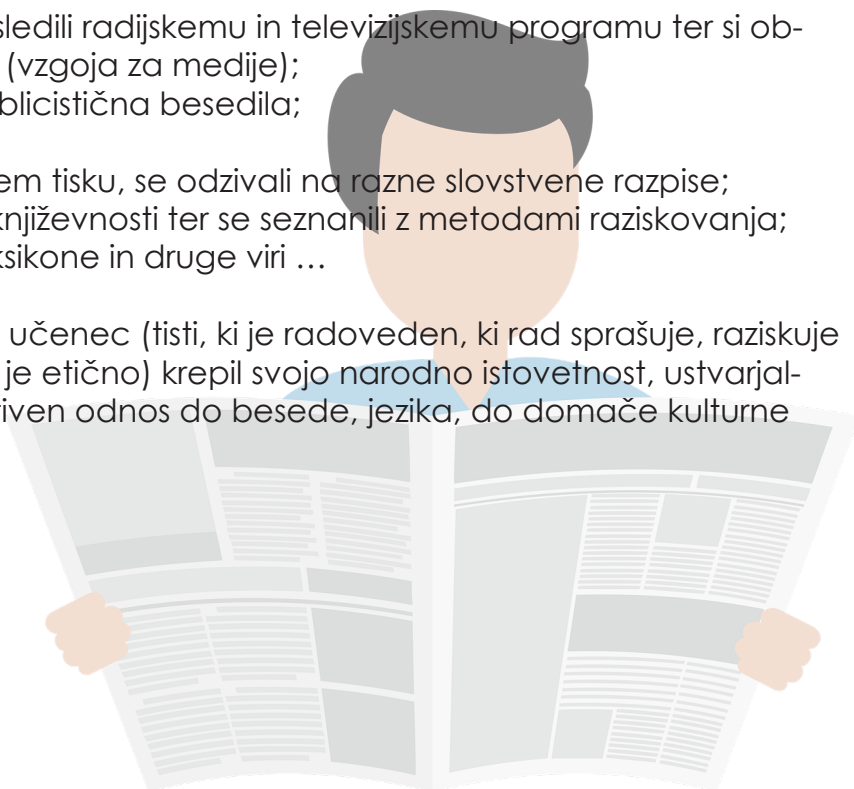 sledili radijskemu in televizijskemu programu ter si ob-
(vzgoja za medije);
blicistična besedila;
em tisku, se odzivali na razne slovstvene razpise;
književnosti ter se seznanili z metodami raziskovanja;
ksikone in druge viri …
učenec (tisti, ki je radoveden, ki rad sprašuje, raziskuje
je etično) krepil svojo narodno istovetnost, ustvarjal-
tiven odnos do besede, jezika, do domače kulturne